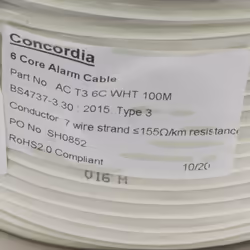 Concordia
6 Core Alarm Cable
Part No AC T3 6C WHT 100M
BS4737-3.30 : 2015 Type 3
Conductor 7 wire strand ≤155Ω/km resistance
PO No SH0852
RoHS2.0 Compliant
10/20
016 M